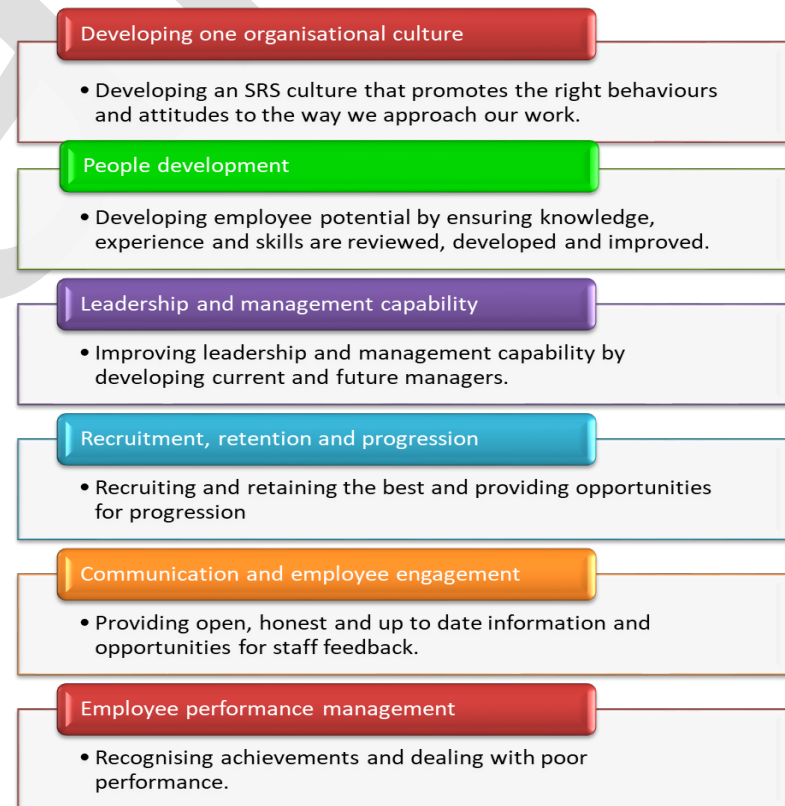 Developing one organisational culture
• Developing an SRS culture that promotes the right behaviours
and attitudes to the way we approach our work.
People development
• Developing employee potential by ensuring knowledge,
experience and skills are reviewed, developed and improved.
Leadership and management capability
• Improving leadership and management capability by
developing current and future managers.
Recruitment, retention and progression
• Recruiting and retaining the best and providing opportunities
for progression
Communication and employee engagement
• Providing open, honest and up to date information and
opportunities for staff feedback.
Employee performance management
• Recognising achievements and dealing with poor
performance.